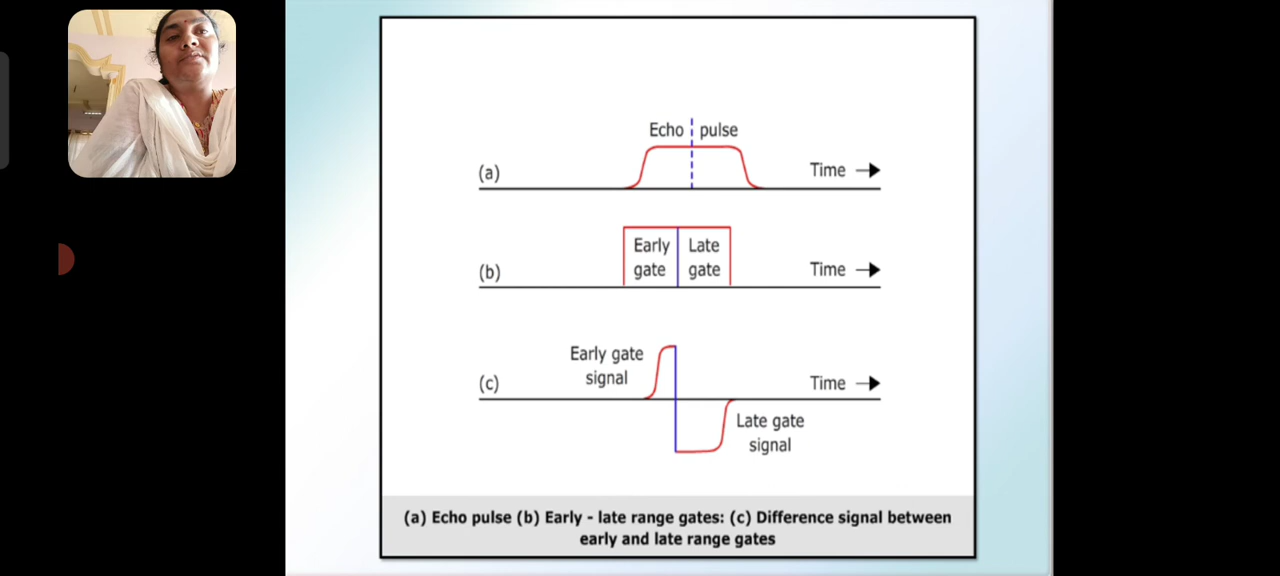 Echo pulse
(a)
Time
Early
gate
Late
gate
(b)
Time
Early gate
signal
(c)
Time
Late gate
signal
(a) Echo pulse (b) Early - late range gates: (c) Difference signal between
early and late range gates